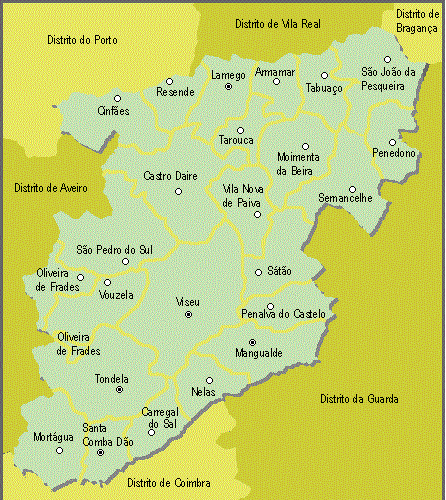 Distrito de Vila Real
Distrito de
Bragança
Distrito do Porto
Lamego
Armamar
São João da
Pesqueira
Tabuaço
Resende
Cinfães
Tarouca
Moimenta
da Beira
Penedono
Castro Daire
Distrito de Aveiro
Vila Nova
de Paiva
Sernancelhe
São Pedro do Sul
Oliveira
de Frades
Vouzela
Sátão
Viseu
Penalva do Castelo
Oliveira
de Frades
Mangualde
Tondela
Nelas
Distrito da Guarda
Carregal
do Sal
Santa
Comba Dão
Mortágua
Distrito de Coimbra